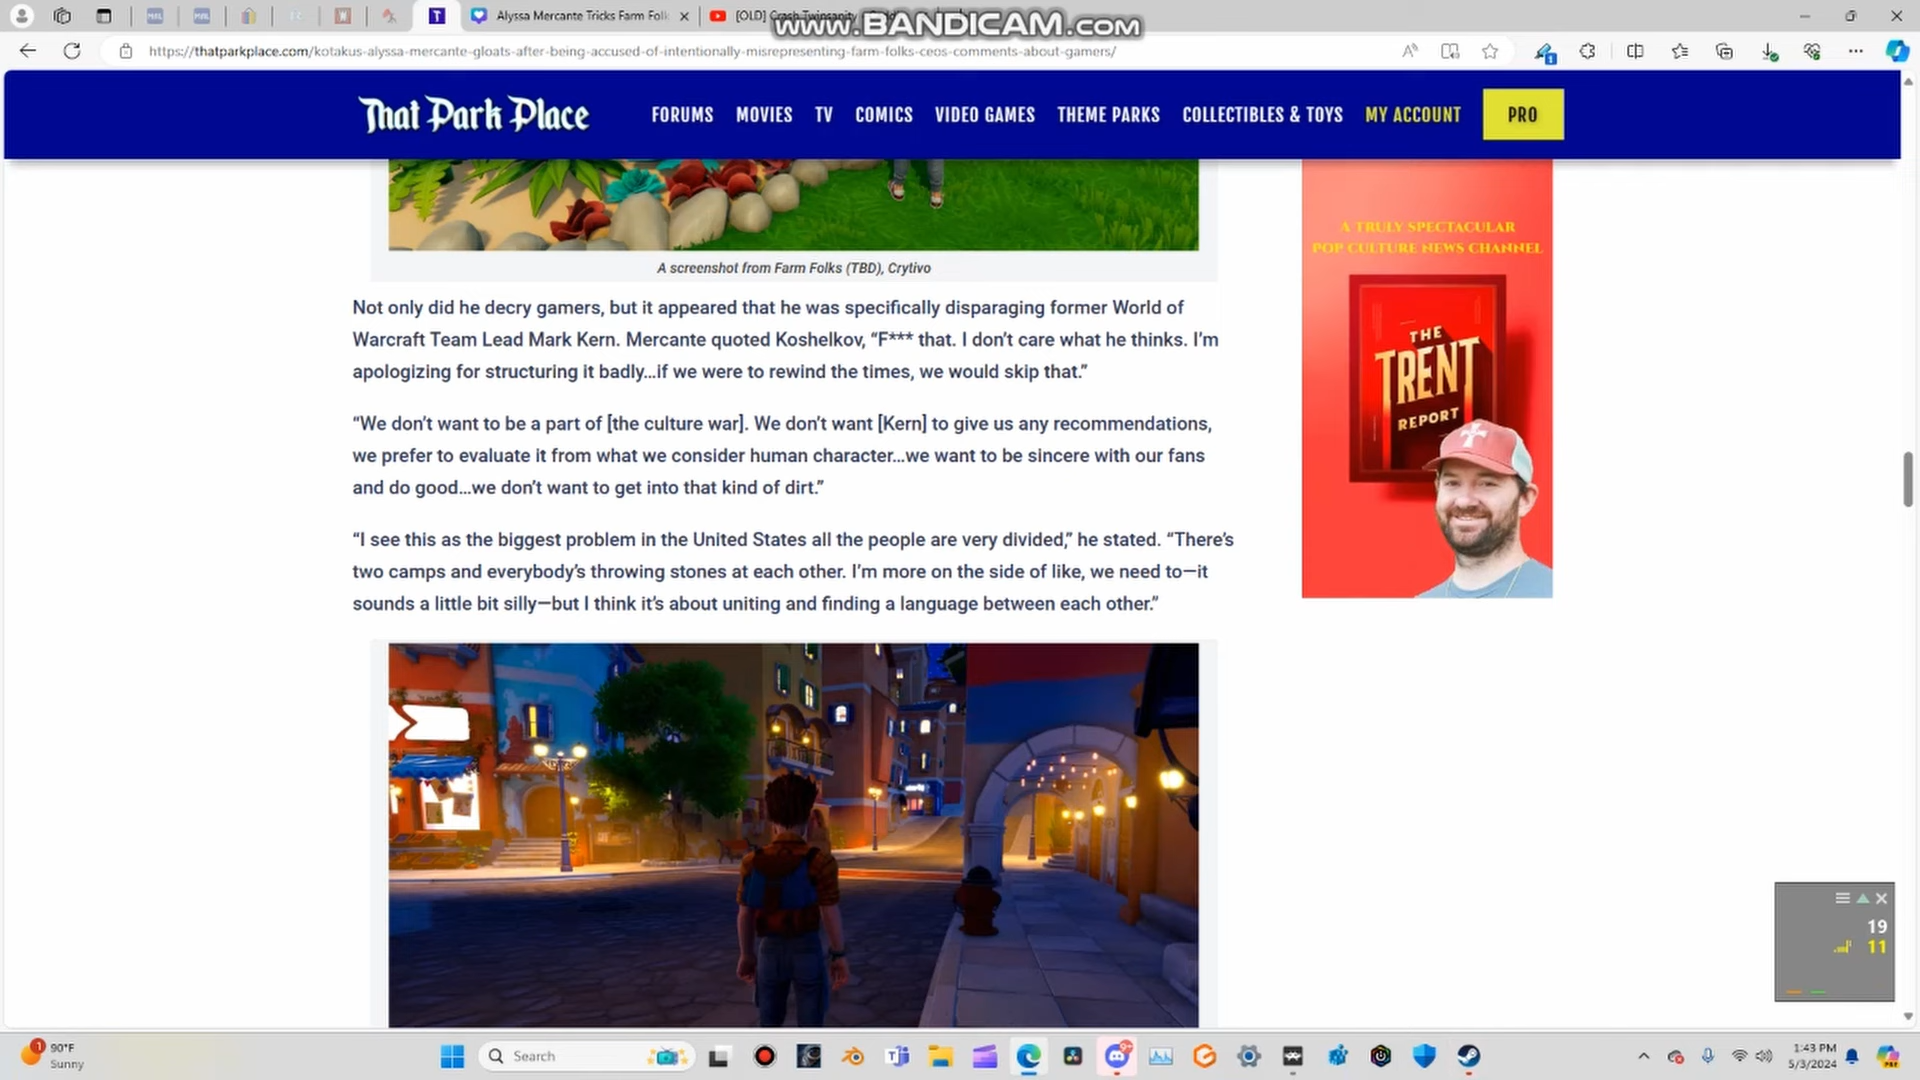 Alyssa Mercante Tricks Farm Folk
[OLD] Crash Twinsanity
www.BANDICAM.com
https://thatparkplace.com/kotakus-alyssa-mercante-gloats-after-being-accused-of-intentionally-misrepresenting-farm-folks-ceos-comments-about-gamers/
That Park Place
FORUMS MOVIES TV COMICS VIDEO GAMES THEME PARKS COLLECTIBLES & TOYS MY ACCOUNT PRO
A screenshot from Farm Folks (TBD), Crytivo
Not only did he decry gamers, but it appeared that he was specifically disparaging former World of
Warcraft Team Lead Mark Kern. Mercante quoted Koshelkov, “F*** that. I don’t care what he thinks. I’m
apologizing for structuring it badly…if we were to rewind the times, we would skip that.”
“We don’t want to be a part of [the culture war]. We don’t want [Kern] to give us any recommendations,
we prefer to evaluate it from what we consider human character…we want to be sincere with our fans
and do good…we don’t want to get into that kind of dirt.”
“I see this as the biggest problem in the United States all the people are very divided,” he stated. “There’s
two camps and everybody’s throwing stones at each other. I’m more on the side of like, we need to—it
sounds a little bit silly—but I think it’s about uniting and finding a language between each other.”
A TRULY SPECTACULAR
POP CULTURE NEWS CHANNEL
THE
TRENT
REPORT
19
11
90°F
Sunny
Search
1:43 PM
5/3/2024